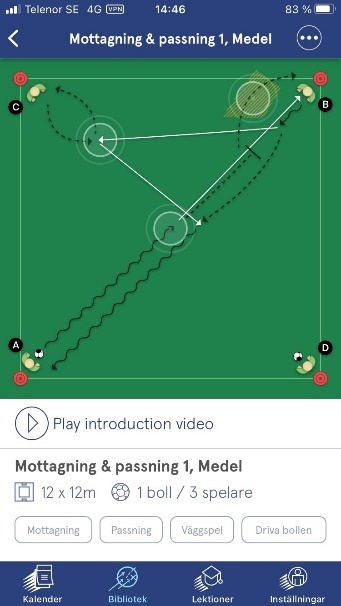 Telenor SE 4G VPN 14:46 83 %
Mottagning & passning 1, Medel
C
B
A
D
Play introduction video
Mottagning & passning 1, Medel
12 x 12m 1 boll / 3 spelare
Mottagning Passning Väggspel Driva bollen
Kalender Bibliotek Lektioner Inställningar